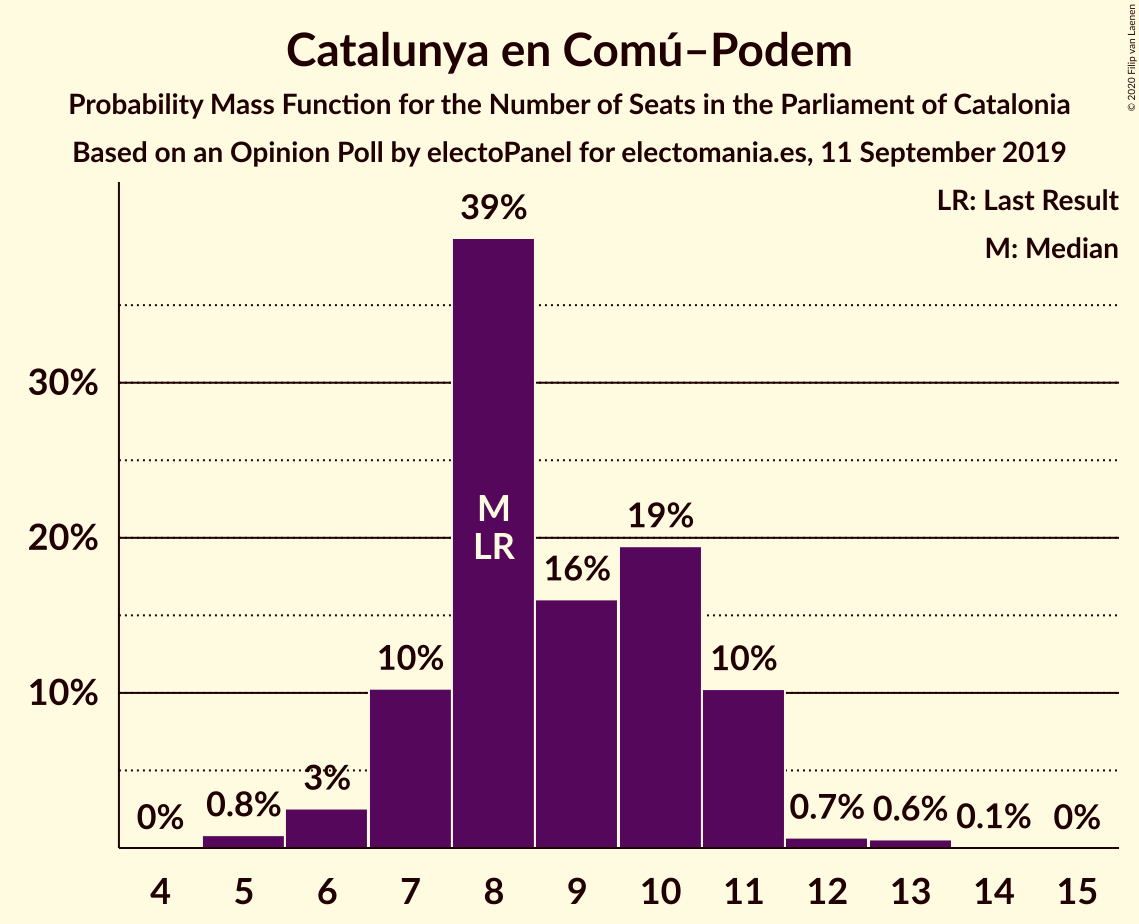 Catalunya en Comú–Podem
Probability Mass Function for the Number of Seats in the Parliament of Catalonia
Based on an Opinion Poll by electoPanel for electomania.es, 11 September 2019
© 2020 Filip van Laenen
LR: Last Result
M: Median
39%
30%
M
20%
19%
LR
16%
10%
10%
10%
3%
0%
0.8%
0.7%
0.6%
0.1%
0%
4 5 6 7 8 9 10 11 12 13 14 15